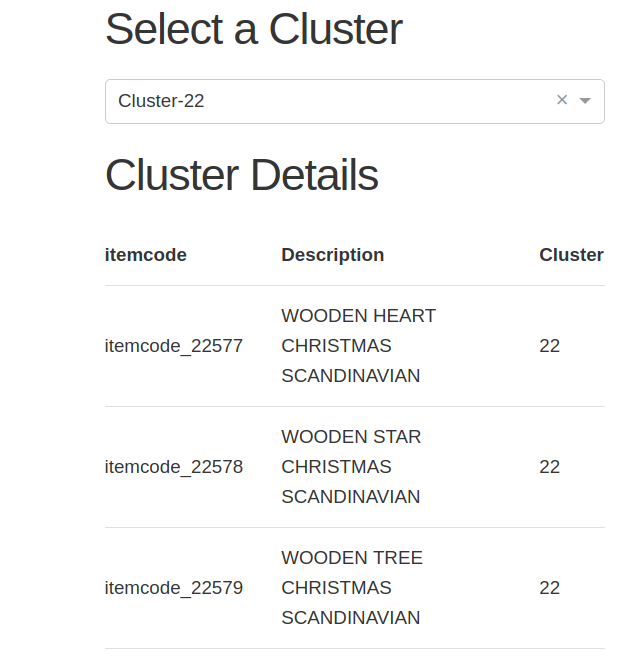 Select a Cluster
Cluster-22
Cluster Details
itemcode Description Cluster
WOODEN HEART
itemcode_22577 CHRISTMAS 22
SCANDINAVIAN
WOODEN STAR
itemcode_22578 CHRISTMAS 22
SCANDINAVIAN
WOODEN TREE
itemcode_22579 CHRISTMAS 22
SCANDINAVIAN